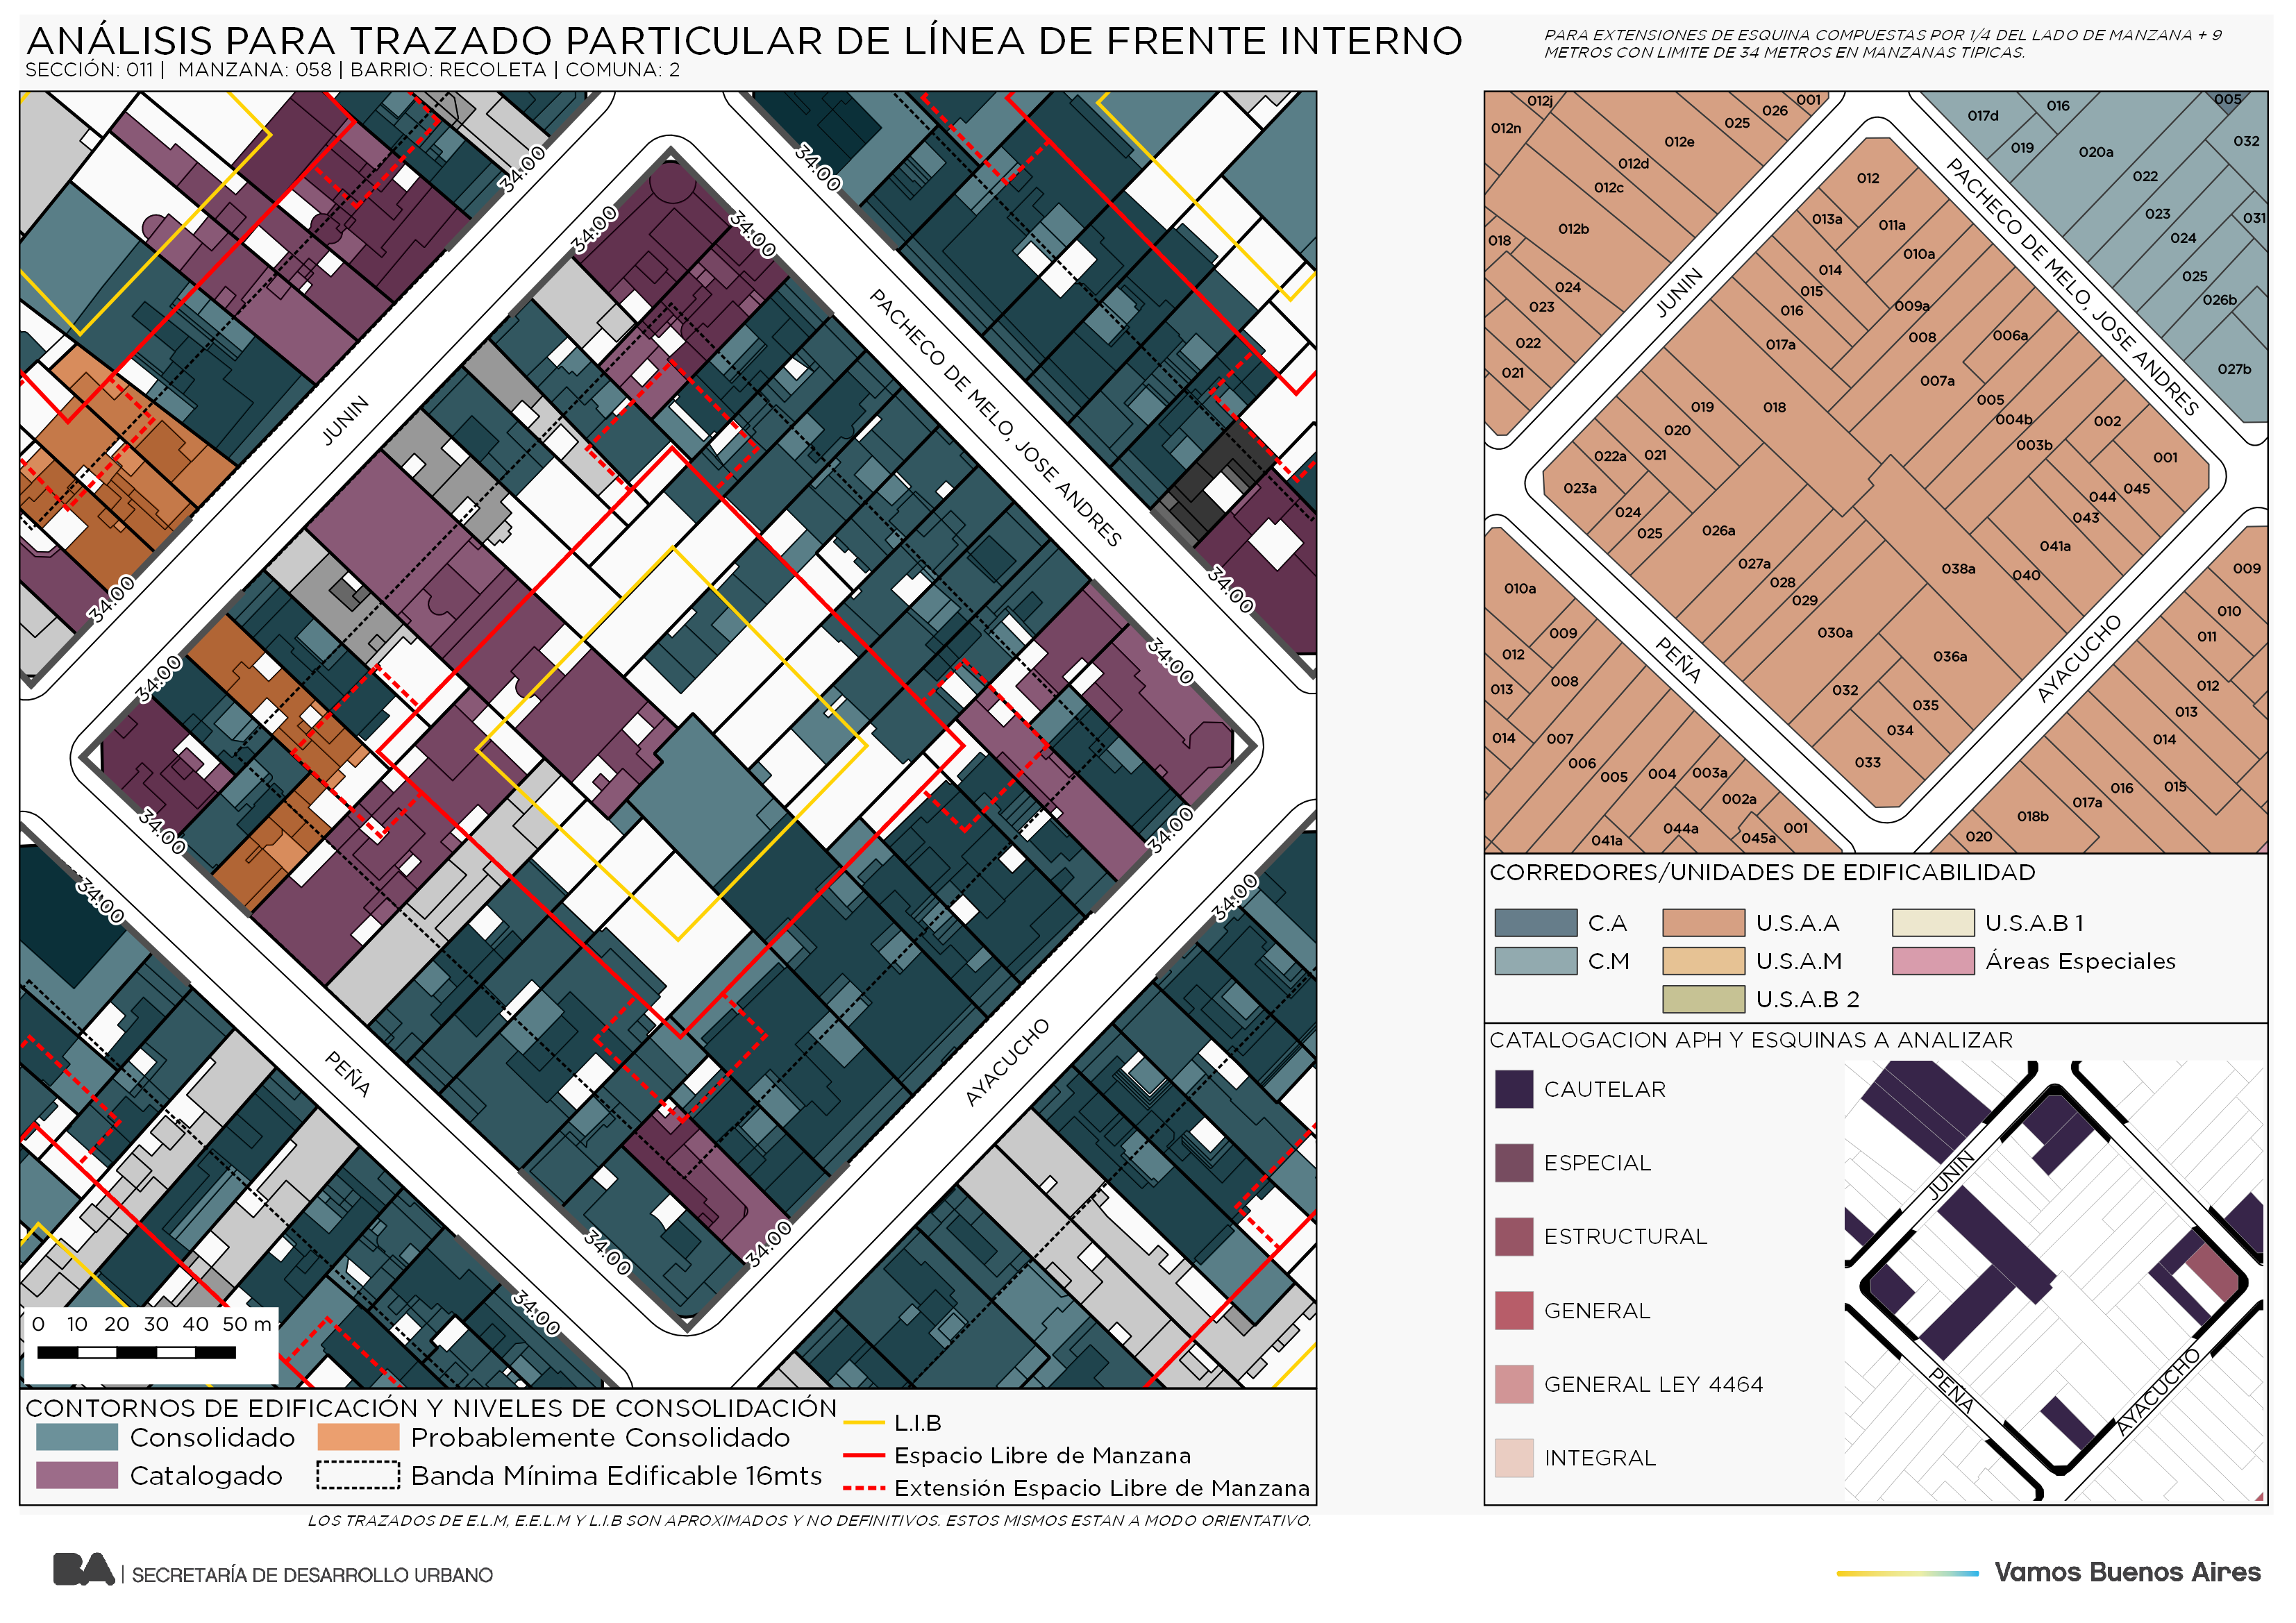 ANÁLISIS PARA TRAZADO PARTICULAR DE LÍNEA DE FRENTE INTERNO
SECCIÓN: 011 | MANZANA: 058 | BARRIO: RECOLETA | COMUNA: 2
PARA EXTENSIONES DE ESQUINA COMPUESTAS POR 1/4 DEL LADO DE MANZANA + 9
METROS CON LIMITE DE 34 METROS EN MANZANAS TIPICAS.
34.00
34.00
34.00
34.00
PACHECO DE MELO, JOSE ANDRES
JUNIN
34.00
34.00
34.00
34.00
34.00
34.00
34.00
34.00
PEÑA
AYACUCHO
34.00
34.00
34.00
0 10 20 30 40 50 m
CONTORNOS DE EDIFICACIÓN Y NIVELES DE CONSOLIDACIÓN
Consolidado
Probablemente Consolidado
Catalogado
Banda Mínima Edificable 16mts
L.I.B
Espacio Libre de Manzana
Extensión Espacio Libre de Manzana
LOS TRAZADOS DE E.L.M, E.E.L.M Y L.I.B SON APROXIMADOS Y NO DEFINITIVOS. ESTOS MISMOS ESTAN A MODO ORIENTATIVO.
012j
026
001
017d
016
005
012n
025
012e
019
020a
032
012d
012c
012
022
012b
013a
011a
023
031
018
010a
024
024
014
025
023
015
009a
026b
016
022
017a
008
006a
027b
021
007a
019
018
005
020
004b
002
022a
021
003b
001
023a
044
045
024
043
025
026a
041a
027a
038a
040
028
029
010a
009
030a
010
012
009
011
036a
013
008
032
012
035
013
014
007
034
014
006
005
004
003a
033
002a
017a
016
015
041a
044a
045a
001
020
018b
JUNIN
PACHECO DE MELO, JOSE ANDRES
PEÑA
AYACUCHO
CORREDORES/UNIDADES DE EDIFICABILIDAD
C.A
U.S.A.A
U.S.A.B 1
C.M
U.S.A.M
Áreas Especiales
U.S.A.B 2
CATALOGACION APH Y ESQUINAS A ANALIZAR
CAUTELAR
ESPECIAL
ESTRUCTURAL
GENERAL
GENERAL LEY 4464
INTEGRAL
JUNIN
PEÑA
AYACUCHO
BA | SECRETARÍA DE DESARROLLO URBANO
Vamos Buenos Aires